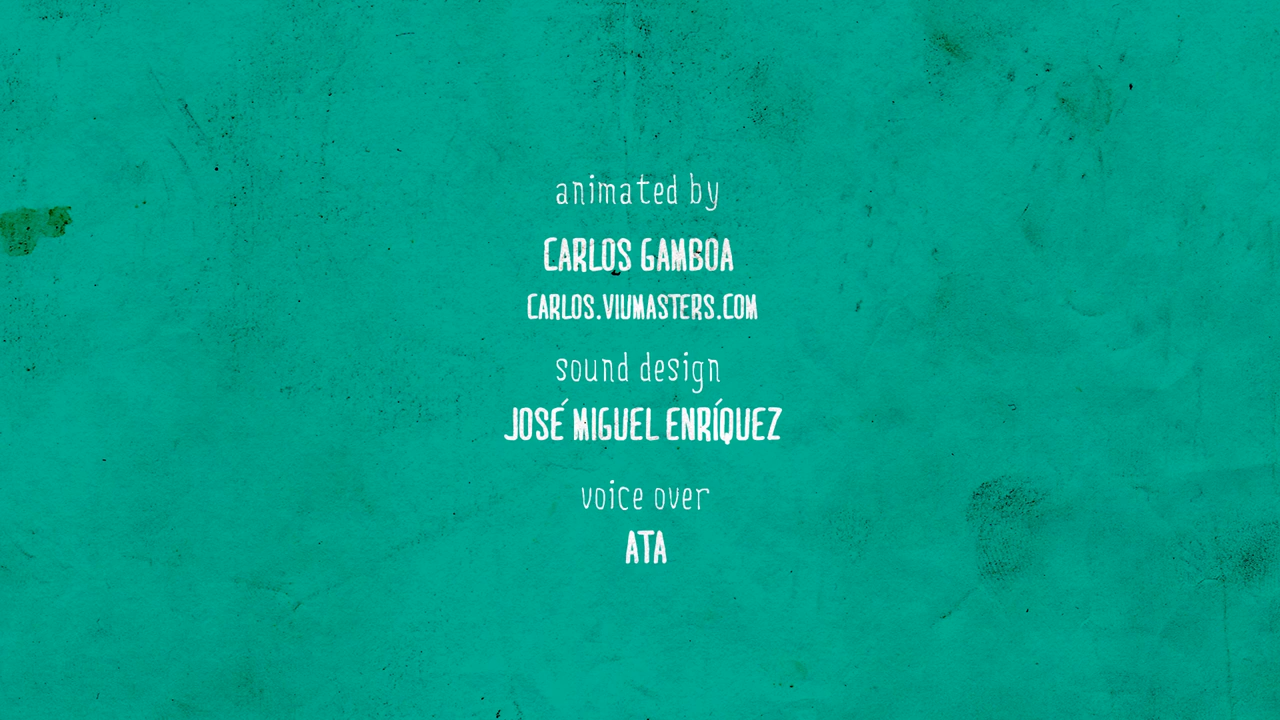 animated by
CARLOS GAMBOA
CARLOS.VIUMASTERS.COM
sound design
JOSÉ MIGUEL ENRÍQUEZ
voice over
ATA